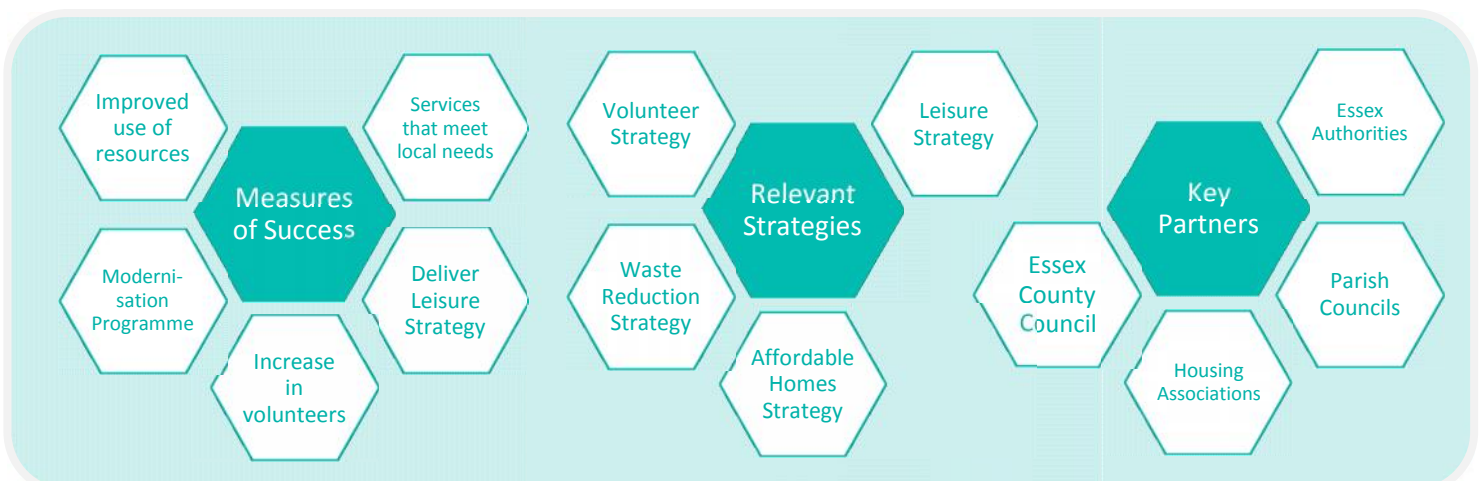 Improved
use of
resources
Services
that meet
local needs
Measures
of Success
Moderni-
sation
Programme
Deliver
Leisure
Strategy
Increase
in
volunteers
Volunteer
Strategy
Leisure
Strategy
Relevant
Strategies
Waste
Reduction
Strategy
Affordable
Homes
Strategy
Essex
Authorities
Key
Partners
Essex
County
Council
Parish
Councils
Housing
Associations